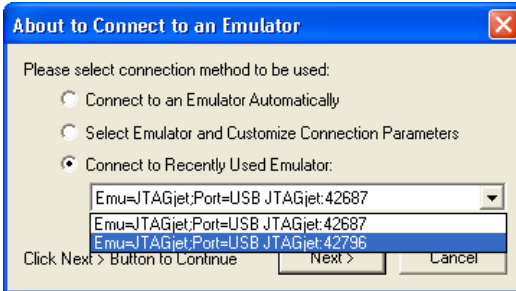 About to Connect to an Emulator
Please select connection method to be used:
Connect to an Emulator Automatically
Select Emulator and Customize Connection Parameters
Connect to Recently Used Emulator:
Emu=JTAGjet;Port=USB JTAGjet:42687
Emu=JTAGjet;Port=USB JTAGjet:42687
Emu=JTAGjet;Port=USB JTAGjet:42796
Click Next > Button to Continue Next > Cancel